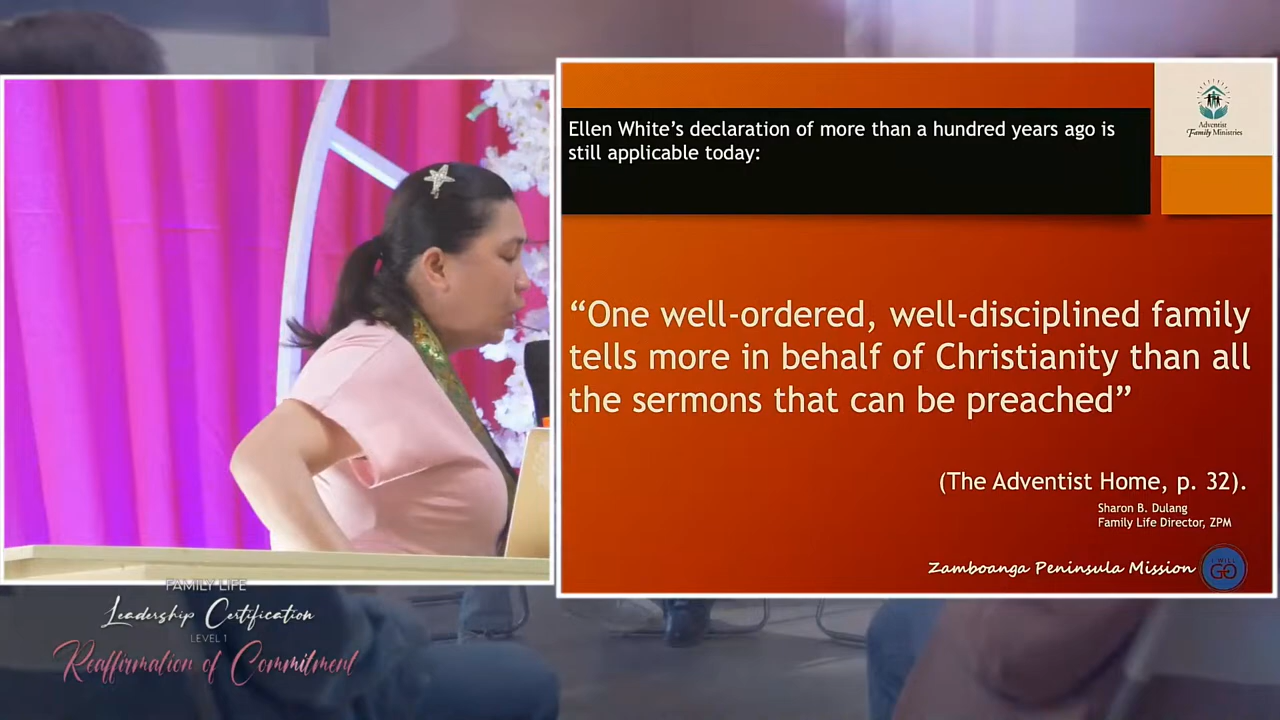 Ellen White’s declaration of more than a hundred years ago is
still applicable today:
Adventist
Family Ministries
“One well-ordered, well-disciplined family
tells more in behalf of Christianity than all
the sermons that can be preached”
(The Adventist Home, p. 32).
Sharon B. Dulang
Family Life Director, ZPM
Zamboanga Peninsula Mission
I WILL
GO
FAMILY LIFE
Leadership Certification
LEVEL 1
Reaffirmation of Commitment